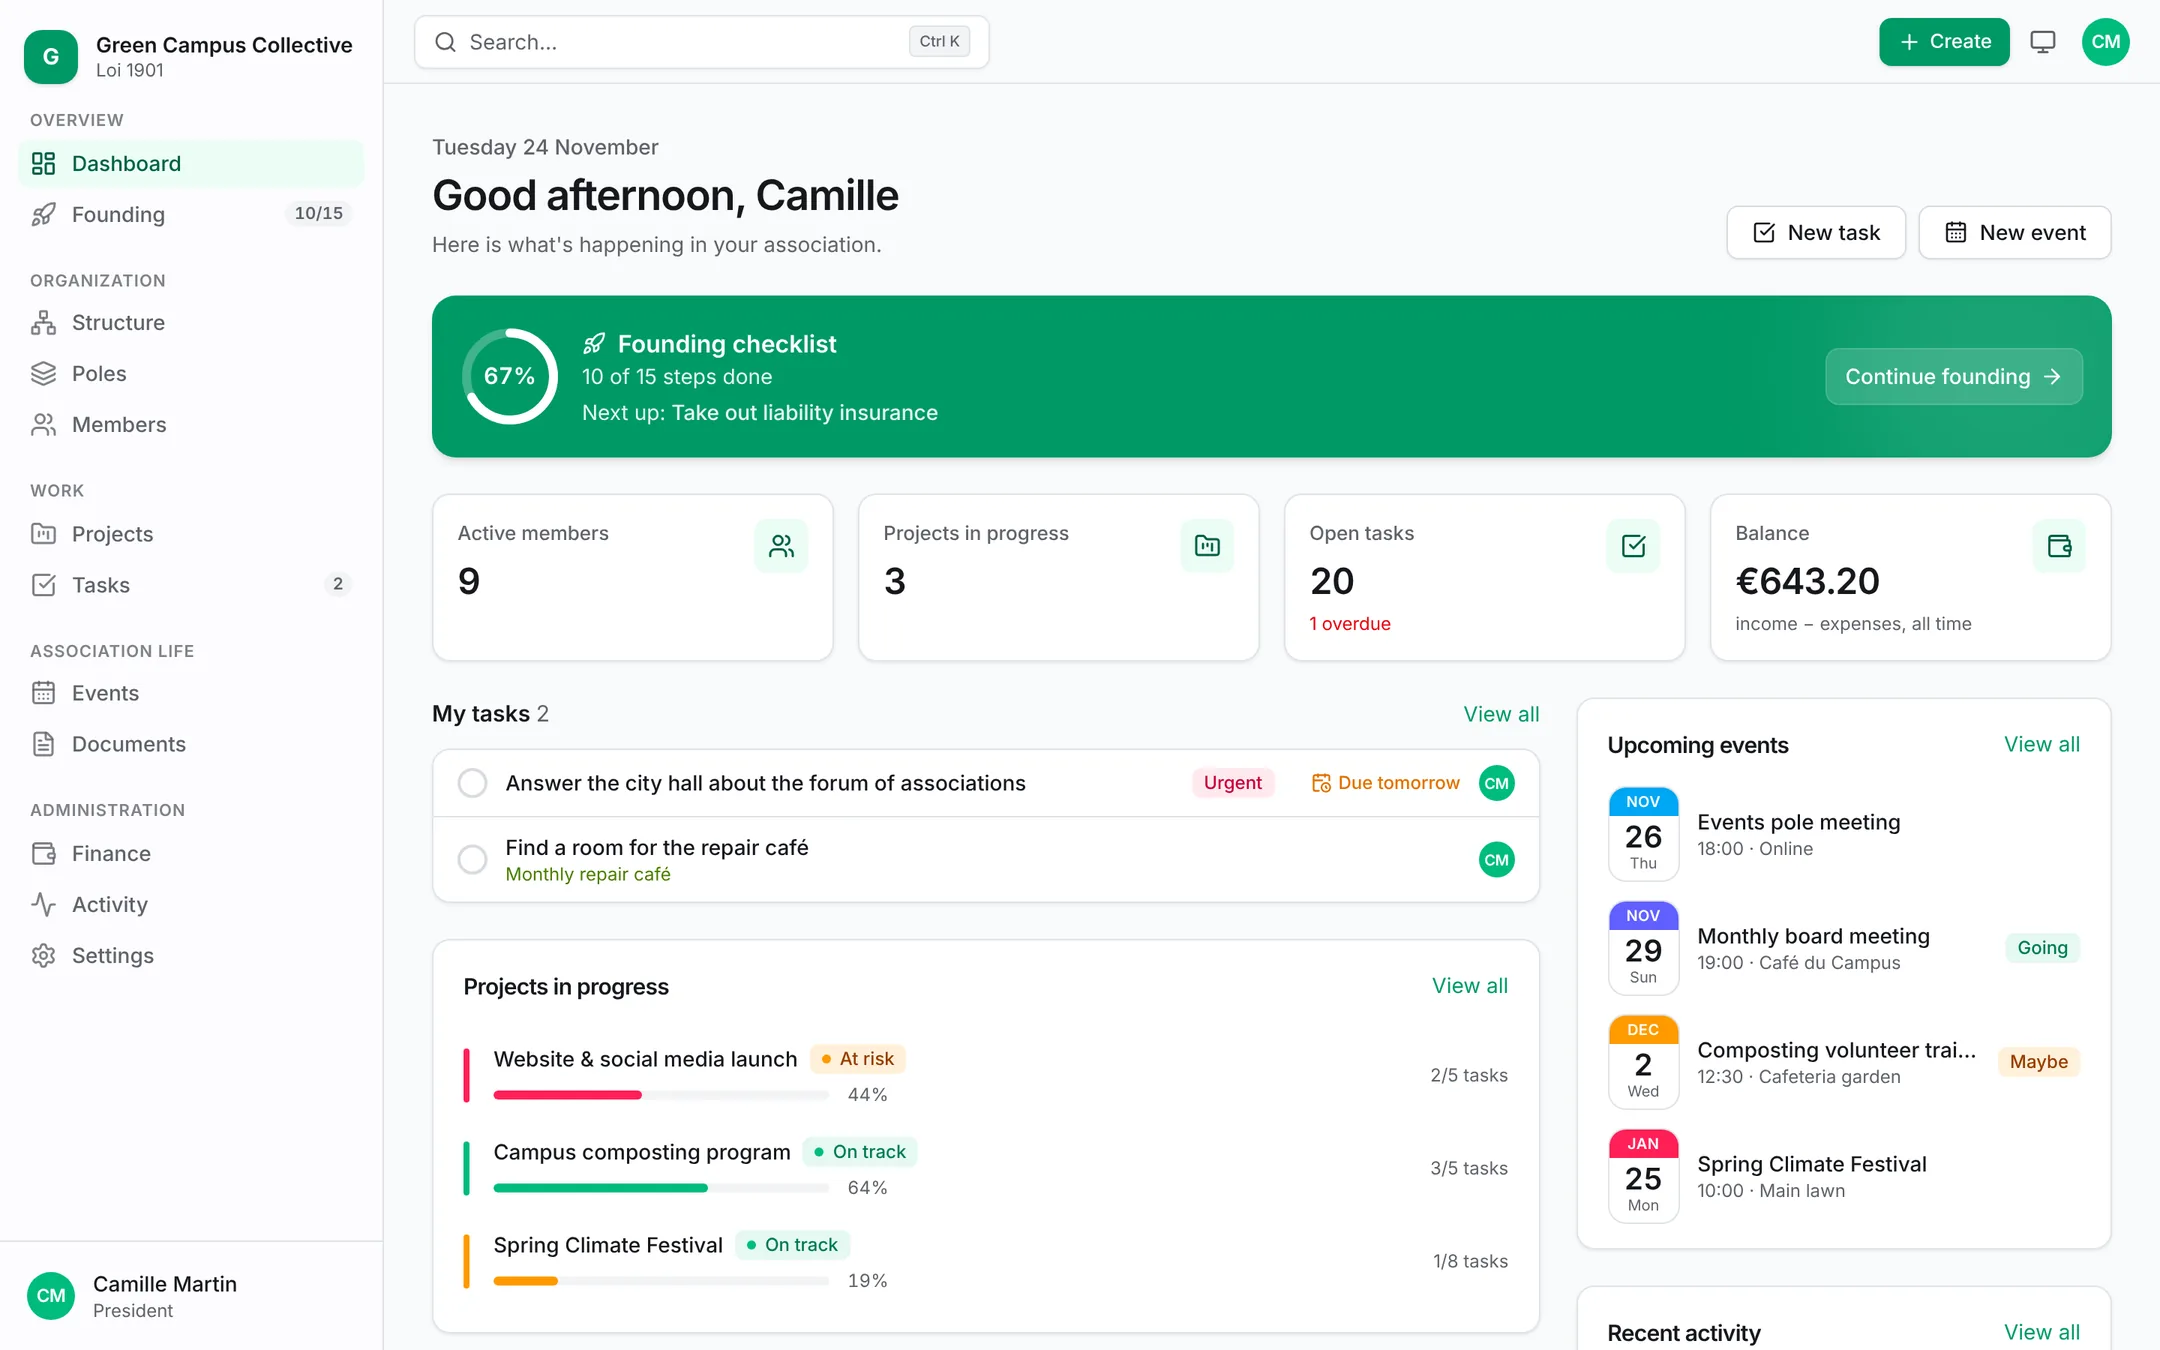 G
Green Campus Collective
Loi 1901
OVERVIEW
Dashboard
Founding
10/15
ORGANIZATION
Structure
Poles
Members
WORK
Projects
Tasks
2
ASSOCIATION LIFE
Events
Documents
ADMINISTRATION
Finance
Activity
Settings
CM
Camille Martin
President
Search...
Ctrl K
Create
CM
Tuesday 24 November
Good afternoon, Camille
Here is what's happening in your association.
New task
New event
67%
Founding checklist
10 of 15 steps done
Next up: Take out liability insurance
Continue founding
Active members
9
Projects in progress
3
Open tasks
20
1 overdue
Balance
€643.20
income − expenses, all time
My tasks 2
View all
Answer the city hall about the forum of associations
Urgent
Due tomorrow
CM
Find a room for the repair café
Monthly repair café
CM
Projects in progress
View all
Website & social media launch
At risk
44%
2/5 tasks
Campus composting program
On track
64%
3/5 tasks
Spring Climate Festival
On track
19%
1/8 tasks
Upcoming events
View all
NOV
26
Thu
Events pole meeting
18:00 · Online
NOV
29
Sun
Monthly board meeting
19:00 · Café du Campus
Going
DEC
2
Wed
Composting volunteer trai...
12:30 · Cafeteria garden
Maybe
JAN
25
Mon
Spring Climate Festival
10:00 · Main lawn
Recent activity
View all